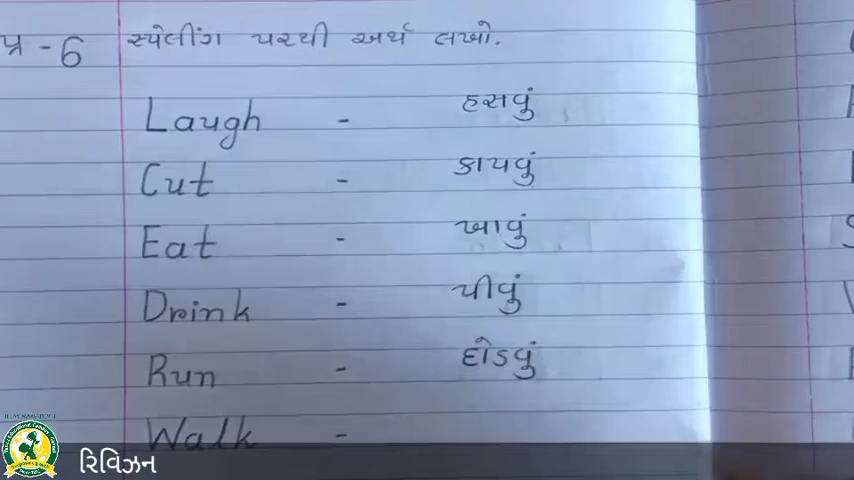 પ્ર - 6 સ્પેલીંગ પરથી અર્થ લખો.
Laugh - હસવું
Cut - કાપવું
Eat - ખાવું
Drink - પીવું
Run - દોડવું
Walk -
રિવિઝન